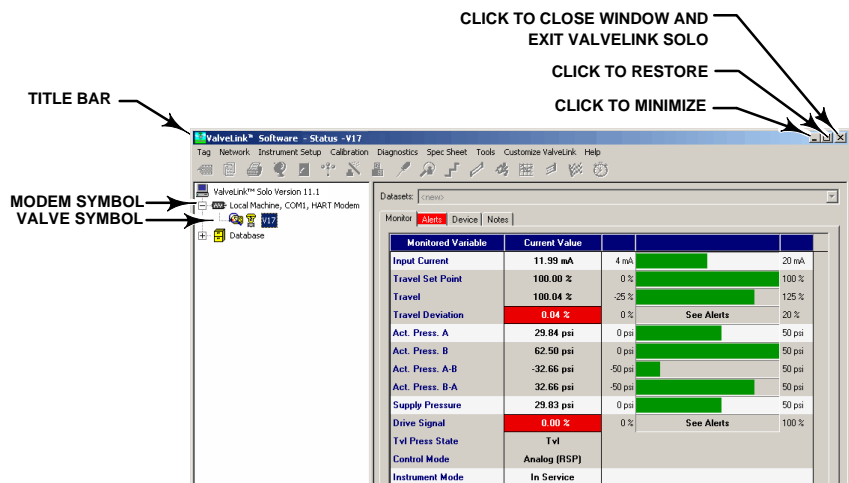 CLICK TO CLOSE WINDOW AND
EXIT VALVELINK SOLO
CLICK TO RESTORE
TITLE BAR
CLICK TO MINIMIZE
ValveLink™ Software - Status -V17
Tag Network Instrument Setup Calibration Diagnostics Spec Sheet Tools Customize ValveLink Help
ValveLink™ Solo Version 11.1
MODEM SYMBOL
Local Machine, COM1, HART Modem
VALVE SYMBOL
V17
Database
Datasets: <new>
Monitor Alerts Device Notes
Monitored Variable Current Value
Input Current 11.99 mA 4 mA 20 mA
Travel Set Point 100.00 % 0 % 100 %
Travel 100.04 % -25 % 125 %
Travel Deviation 0.04 % 0 % See Alerts 20 %
Act. Press. A 29.84 psi 0 psi 50 psi
Act. Press. B 62.50 psi 0 psi 50 psi
Act. Press. A-B -32.66 psi -50 psi 50 psi
Act. Press. B-A 32.66 psi -50 psi 50 psi
Supply Pressure 29.83 psi 0 psi 50 psi
Drive Signal 0.00 % 0 % See Alerts 100 %
Tvl Press State Tvl
Control Mode Analog (RSP)
Instrument Mode In Service